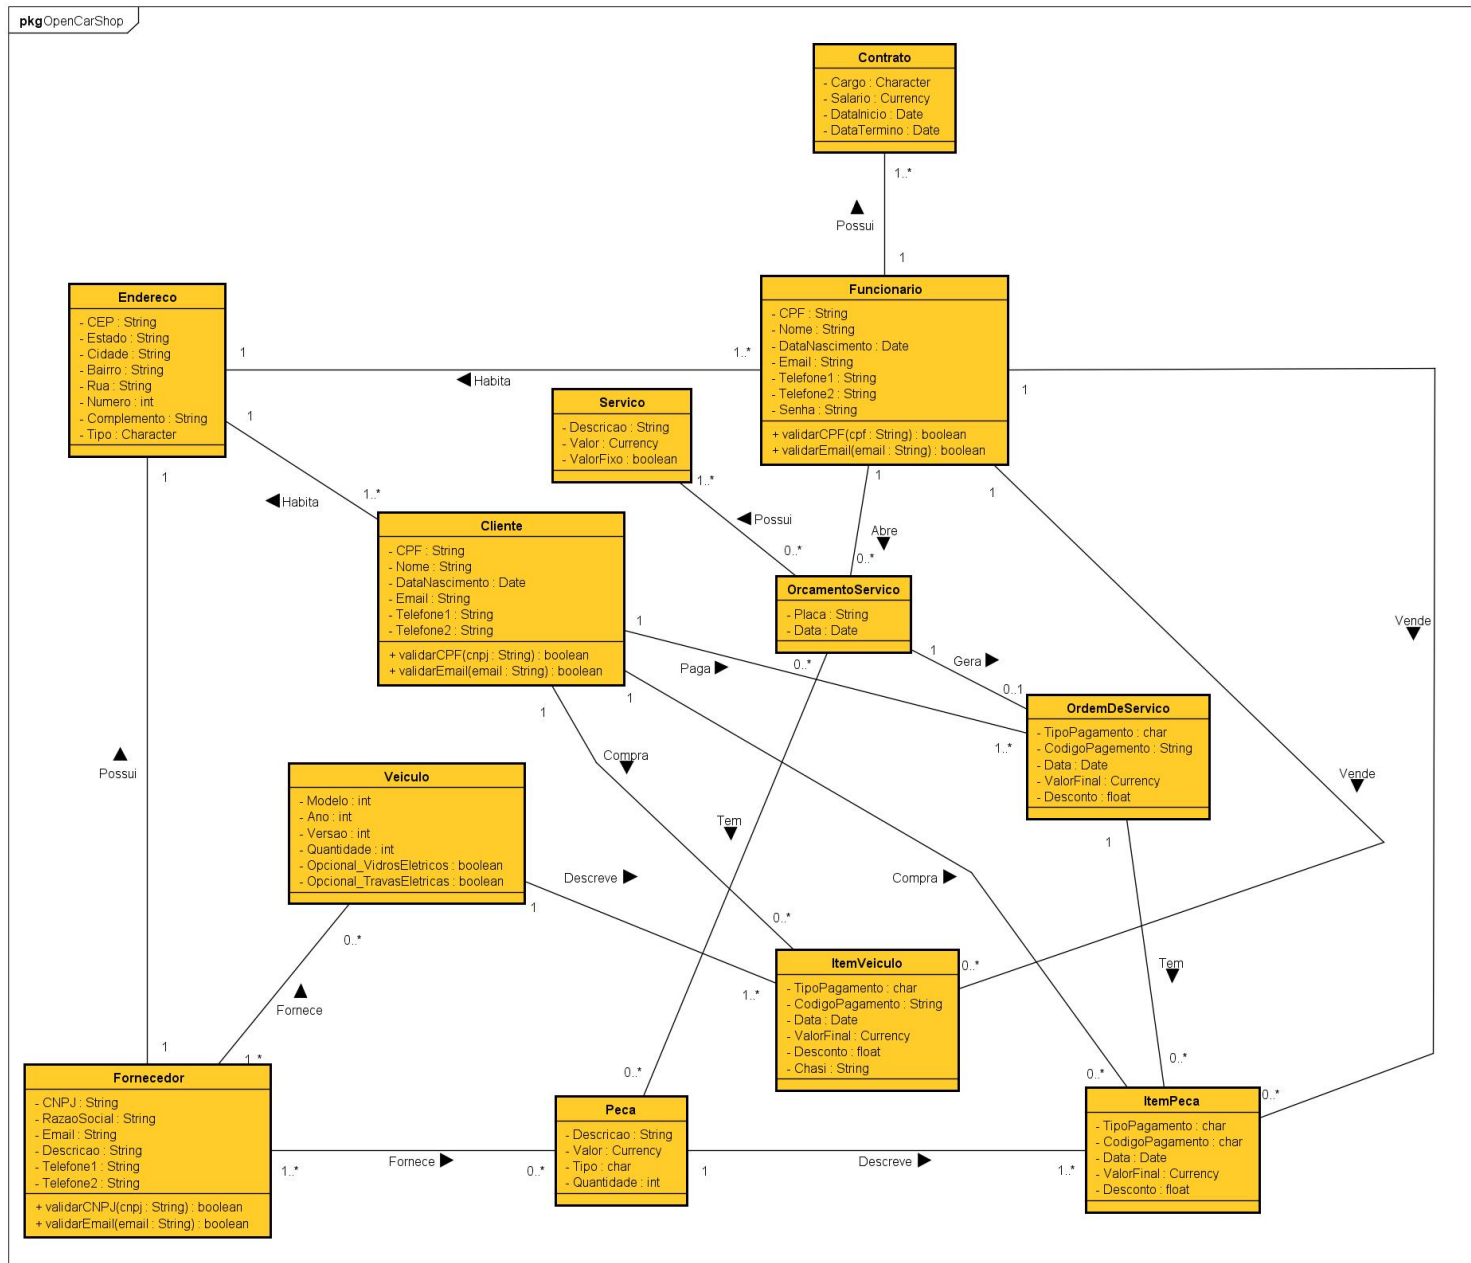 pkg OpenCarShop
Contrato
- Cargo : Character
- Salario : Currency
- DataInicio : Date
- DataTermino : Date
1..*
Possui
1
Endereco
- CEP : String
- Estado : String
- Cidade : String
- Bairro : String
- Rua : String
- Numero : int
- Complemento : String
- Tipo : Character
Funcionario
- CPF : String
- Nome : String
- DataNascimento : Date
- Email : String
- Telefone1 : String
- Telefone2 : String
- Senha : String
+ validarCPF(cpf : String) : boolean
+ validarEmail(email : String) : boolean
1
1..*
Habita
1
1
Servico
- Descricao : String
- Valor : Currency
- ValorFixo : boolean
1
1..*
1
1
1..*
Habita
Possui
Abre
0..*
0..*
Cliente
- CPF : String
- Nome : String
- DataNascimento : Date
- Email : String
- Telefone1 : String
- Telefone2 : String
+ validarCPF(cnpj : String) : boolean
+ validarEmail(email : String) : boolean
OrcamentoServico
- Placa : String
- Data : Date
1
Vende
Paga
0..*
1
Gera
0..1
1
1
OrdemDeServico
- TipoPagamento : char
- CodigoPagemento : String
- Data : Date
- ValorFinal : Currency
- Desconto : float
1..*
Possui
Compra
Vende
Veiculo
- Modelo : int
- Ano : int
- Versao : int
- Quantidade : int
- Opcional_VidrosEletricos : boolean
- Opcional_TravasEletricas : boolean
Tem
1
Descreve
Compra
1
0..*
0..*
ItemVeiculo
- TipoPagamento : char
- CodigoPagamento : String
- Data : Date
- ValorFinal : Currency
- Desconto : float
- Chasi : String
0..*
Tem
1..*
Fornece
1
1..*
0..*
0..*
0..*
0..*
Fornecedor
- CNPJ : String
- RazaoSocial : String
- Email : String
- Descricao : String
- Telefone1 : String
- Telefone2 : String
+ validarCNPJ(cnpj : String) : boolean
+ validarEmail(email : String) : boolean
Peca
- Descricao : String
- Valor : Currency
- Tipo : char
- Quantidade : int
ItemPeca
- TipoPagamento : char
- CodigoPagamento : char
- Data : Date
- ValorFinal : Currency
- Desconto : float
1..*
Fornece
0..*
1
Descreve
1..*